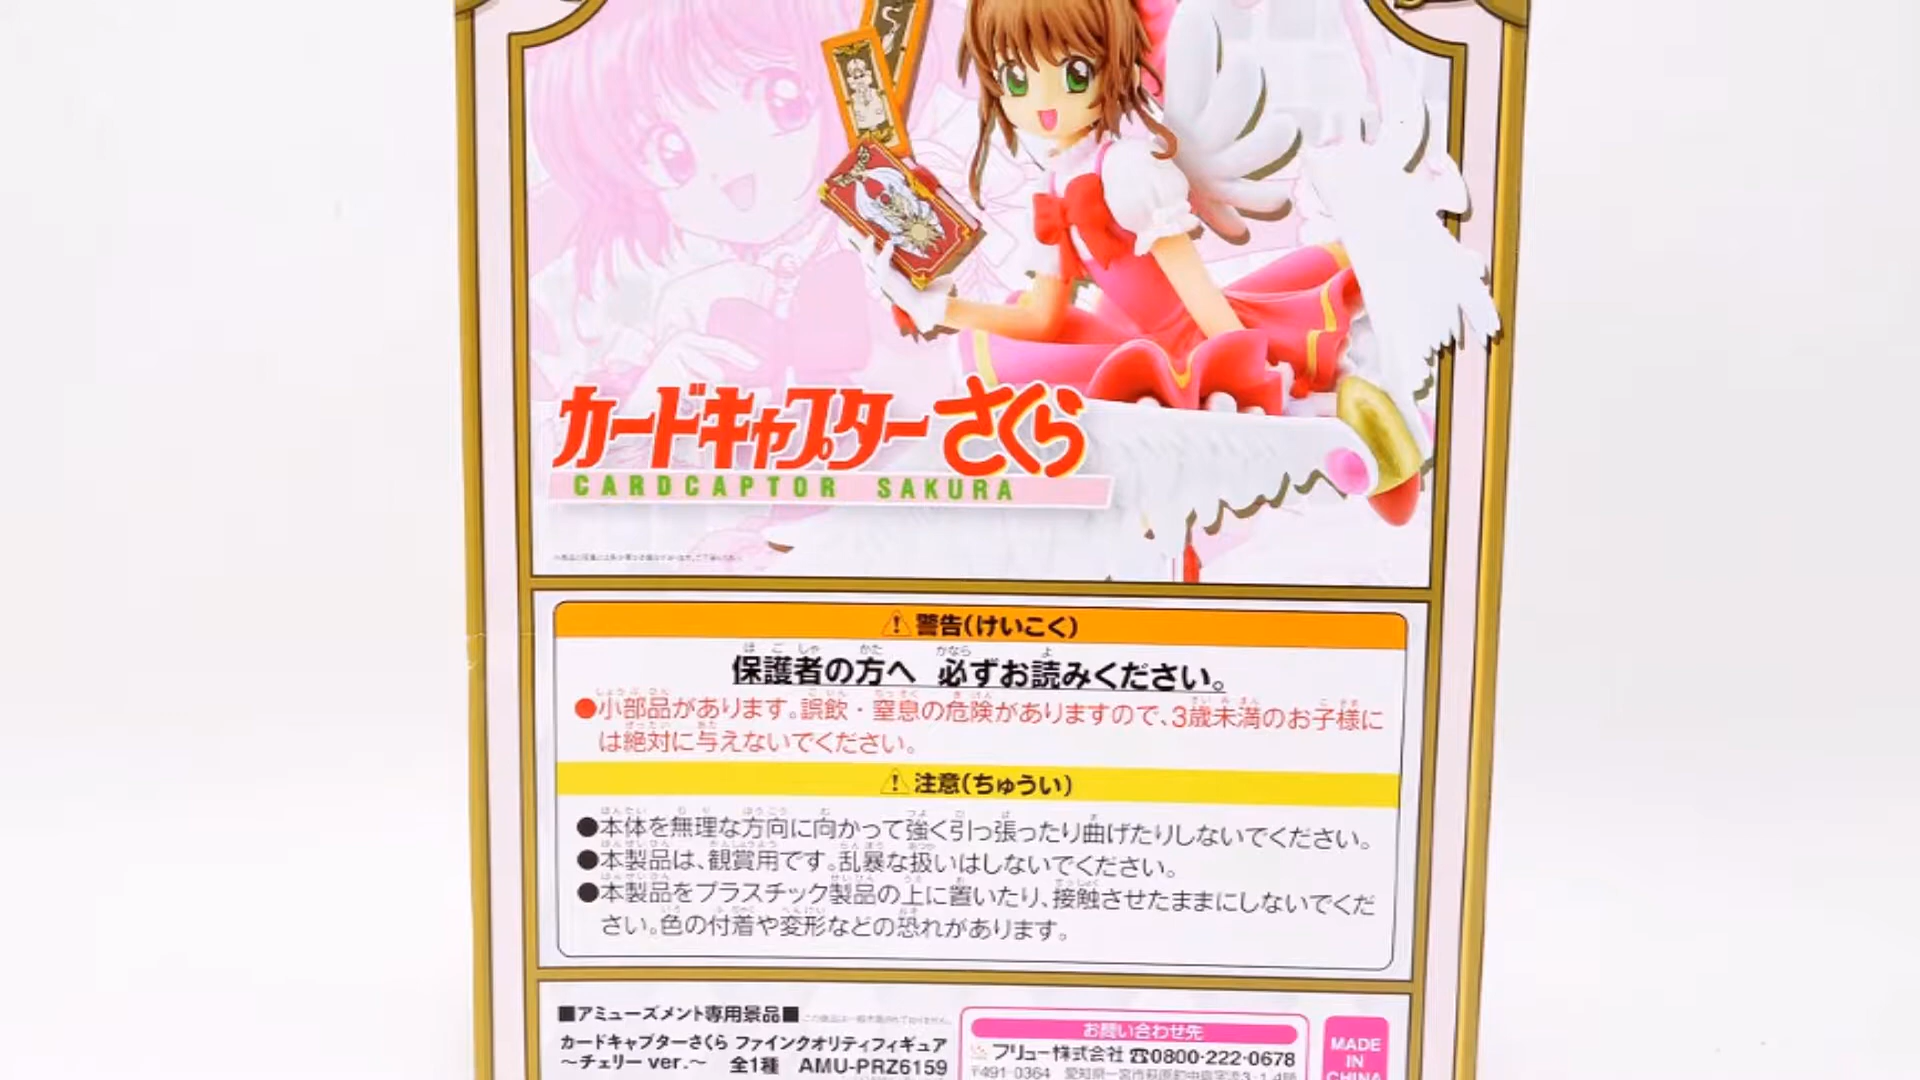 カードキャプターさくら
CARDCAPTOR SAKURA
警告(けいこく)
保護者の方へ 必ずお読みください。
●小部品があります。誤飲・窒息の危険がありますので、3歳未満のお子様に
は絶対に与えないでください。
注意(ちゅうい)
●本体を無理な方向に向かって強く引っ張ったり曲げたりしないでください。
●本製品は、観賞用です。乱暴な扱いはしないでください。
●本製品をプラスチック製品の上に置いたり、接触させたままにしないでくだ
さい。色の付着や変形などの恐れがあります。
■アミューズメント専用景品■
カードキャプターさくら ファインクオリティフィギュア
～チェリー ver.～ 全1種 AMU-PRZ6159
お問い合わせ先
フリュー株式会社 ☎0800-222-0678
〒491-0364 愛知県一宮市萩原町
MADE
IN
CHINA